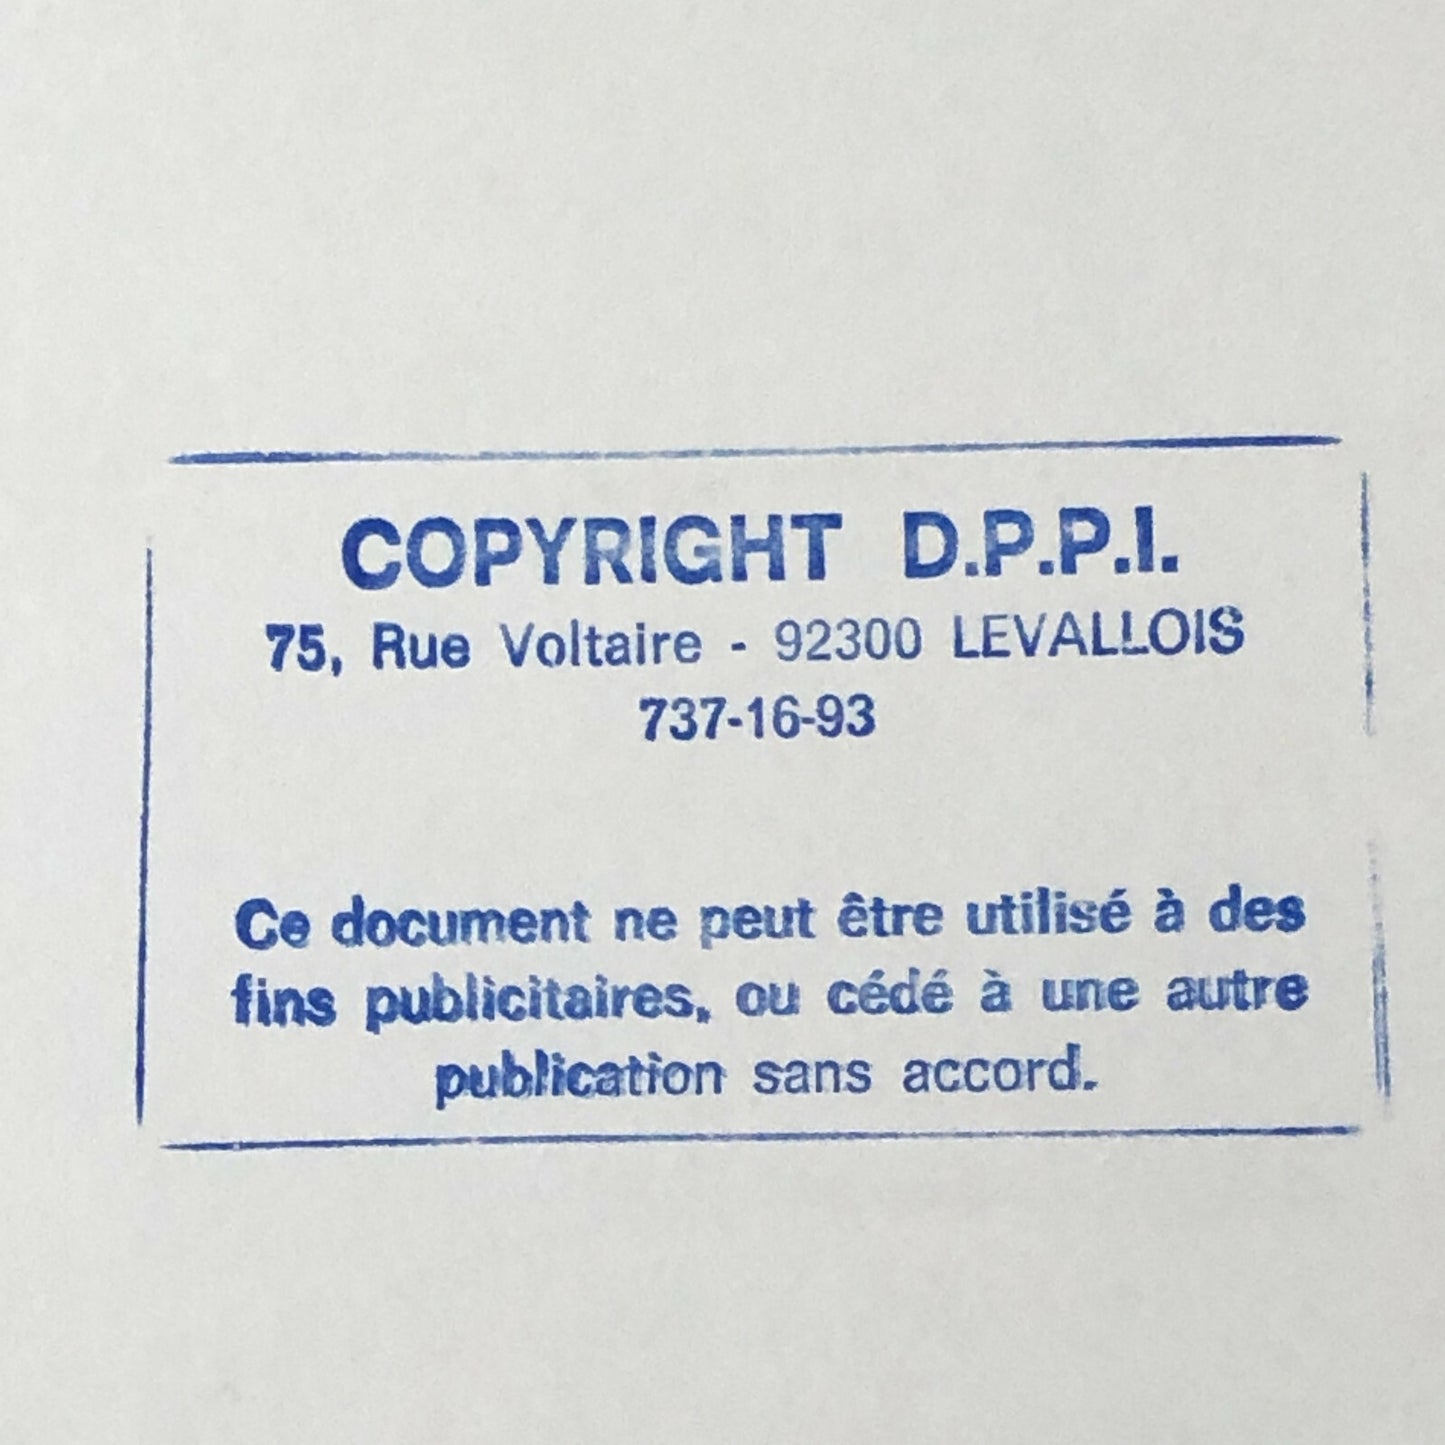 COPYRIGHT D.P.P.I.
75, Rue Voltaire - 92300 LEVALLOIS
737-16-93
Ce document ne peut être utilisé à des
fins publicitaires, ou cédé à une autre
publication sans accord.